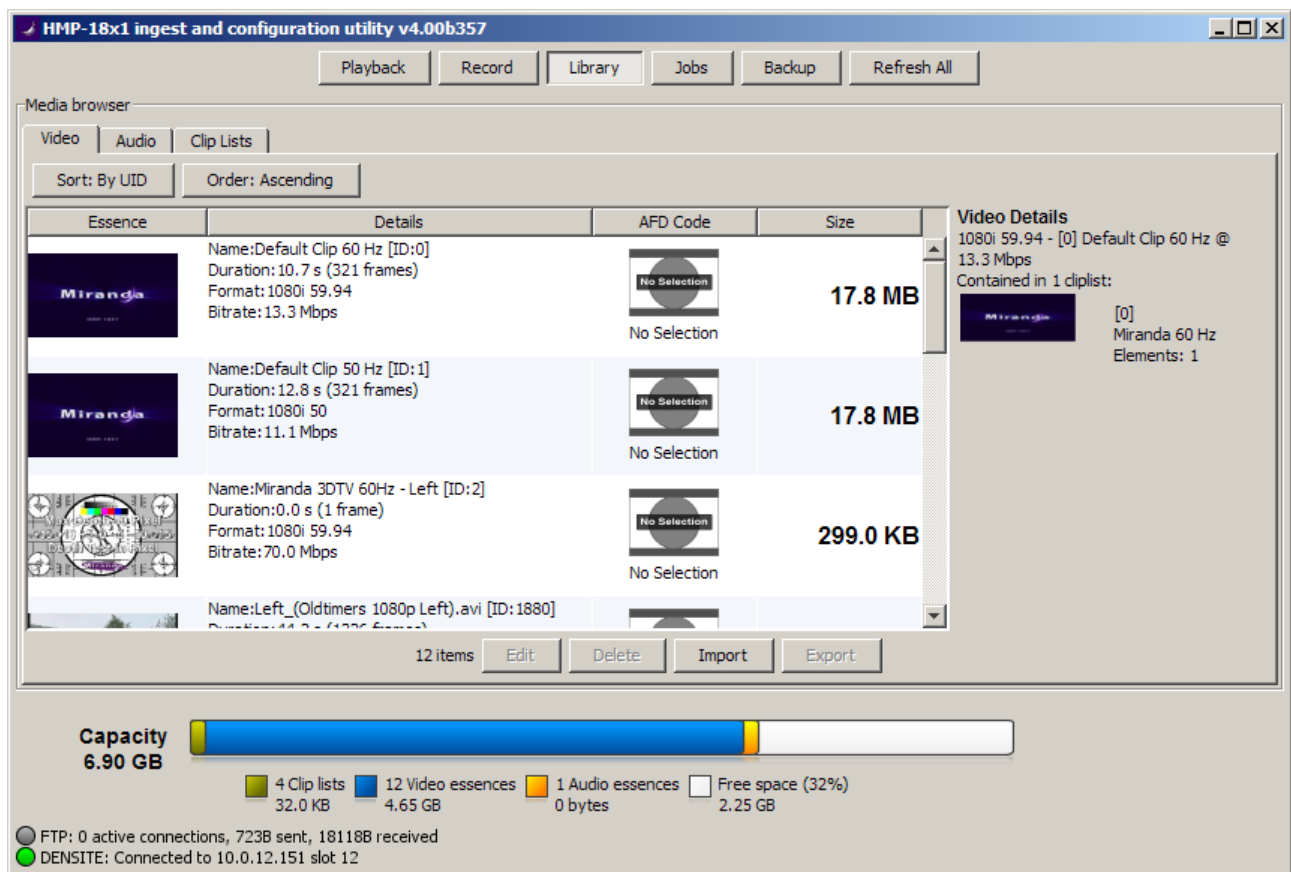 HMP-18x1 ingest and configuration utility v4.00b357
Playback Record Library Jobs Backup Refresh All
Media browser
Video Audio Clip Lists
Sort: By UID Order: Ascending
Essence Details AFD Code Size
Miranda
Name:Default Clip 60 Hz [ID:0]
Duration:10.7 s (321 frames)
Format:1080i 59.94
Bitrate:13.3 Mbps
No Selection
No Selection
17.8 MB
Miranda
Name:Default Clip 50 Hz [ID:1]
Duration:12.8 s (321 frames)
Format:1080i 50
Bitrate:11.1 Mbps
No Selection
No Selection
17.8 MB
Name:Miranda 3DTV 60Hz - Left [ID:2]
Duration:0.0 s (1 frame)
Format:1080i 59.94
Bitrate:70.0 Mbps
No Selection
No Selection
299.0 KB
Name:Left_(Oldtimers 1080p Left).avi [ID:1880]
Video Details
1080i 59.94 - [0] Default Clip 60 Hz @
13.3 Mbps
Contained in 1 cliplist:
Miranda
[0]
Miranda 60 Hz
Elements: 1
12 items Edit Delete Import Export
Capacity
6.90 GB
4 Clip lists 12 Video essences 1 Audio essences Free space (32%)
32.0 KB 4.65 GB 0 bytes 2.25 GB
FTP: 0 active connections, 723B sent, 18118B received
DENSITE: Connected to 10.0.12.151 slot 12